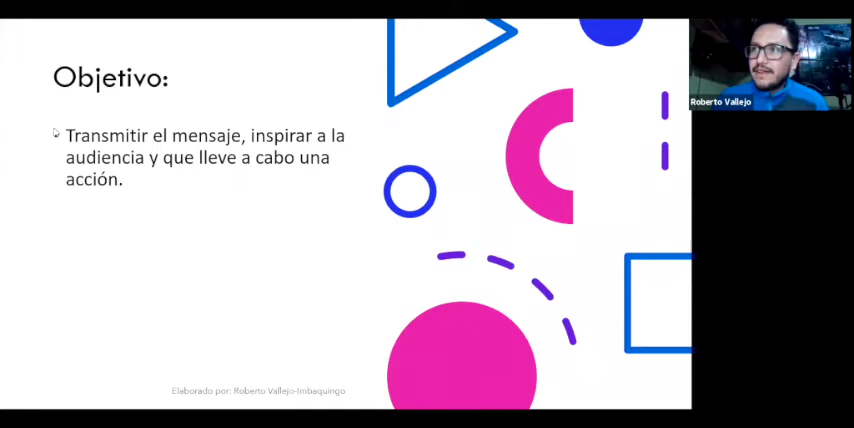 Objetivo:
Transmitir el mensaje, inspirar a la
audiencia y que lleve a cabo una
acción.
Elaborado por: Roberto Vallejo-Imbaquingo
Roberto Vallejo